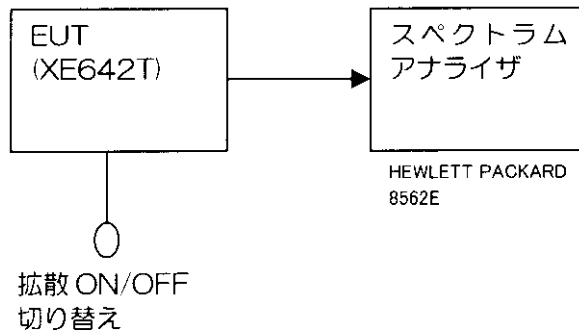 EUT
(XE642T)
スペクトラム
アナライザ
HEWLETT PACKARD
8562E
拡散 ON/OFF
切り替え